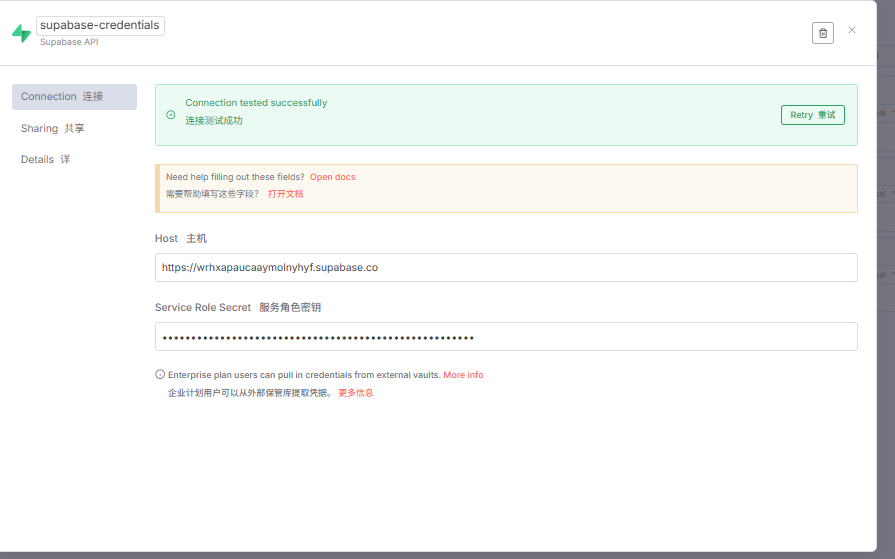 supabase-credentials
Supabase API
Connection 连接
Sharing 共享
Details 详
Connection tested successfully
连接测试成功
Retry 重试
Need help filling out these fields? Open docs
需要帮助填写这些字段？ 打开文档
Host 主机
https://wrhxapaucaaymolnyhyf.supabase.co
Service Role Secret 服务角色密钥
Enterprise plan users can pull in credentials from external vaults. More info
企业计划用户可以从外部保管库提取凭据。 更多信息